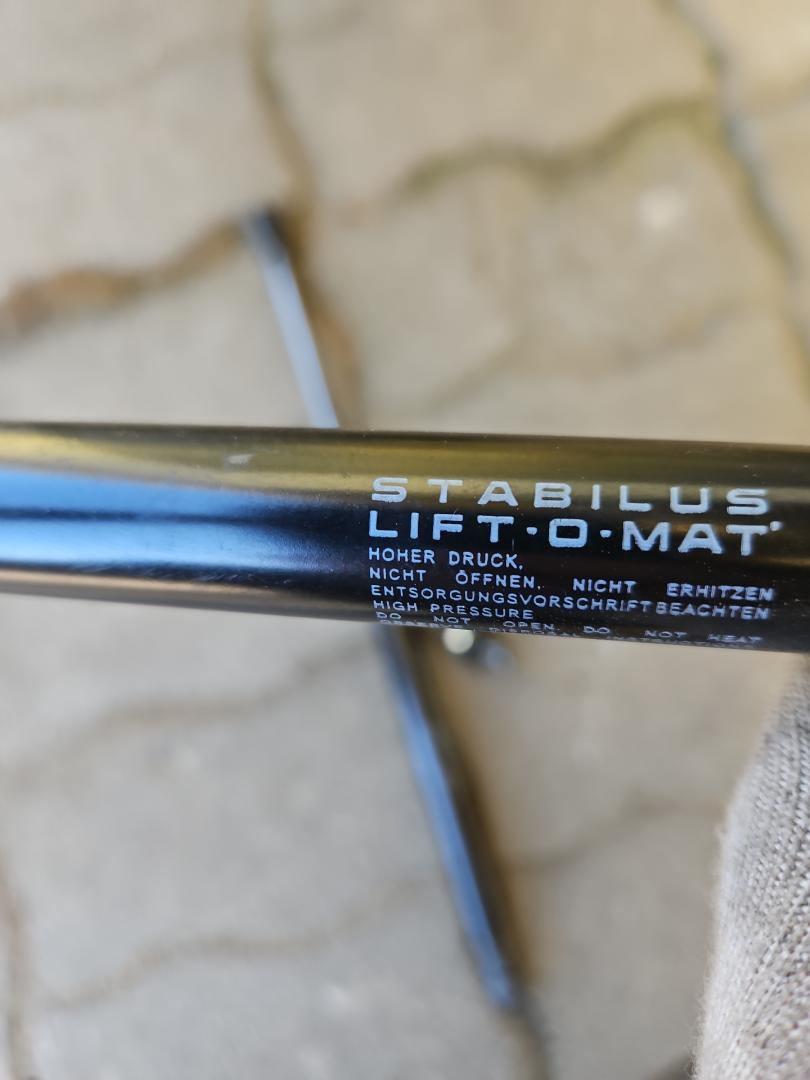 STABILUS
LIFT·O·MAT®
HOHER DRUCK,
NICHT ÖFFNEN. NICHT ERHITZEN
ENTSORGUNGSVORSCHRIFT BEACHTEN
HIGH PRESSURE
DO NOT OPEN. DO NOT HEAT